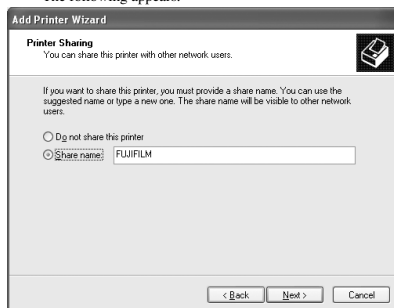 The following appears.
Add Printer Wizard
Printer Sharing
You can share this printer with other network users.
If you want to share this printer, you must provide a share name. You can use the
suggested name or type a new one. The share name will be visible to other network
users.
Do not share this printer
Share name: FUJIFILM
< Back Next > Cancel